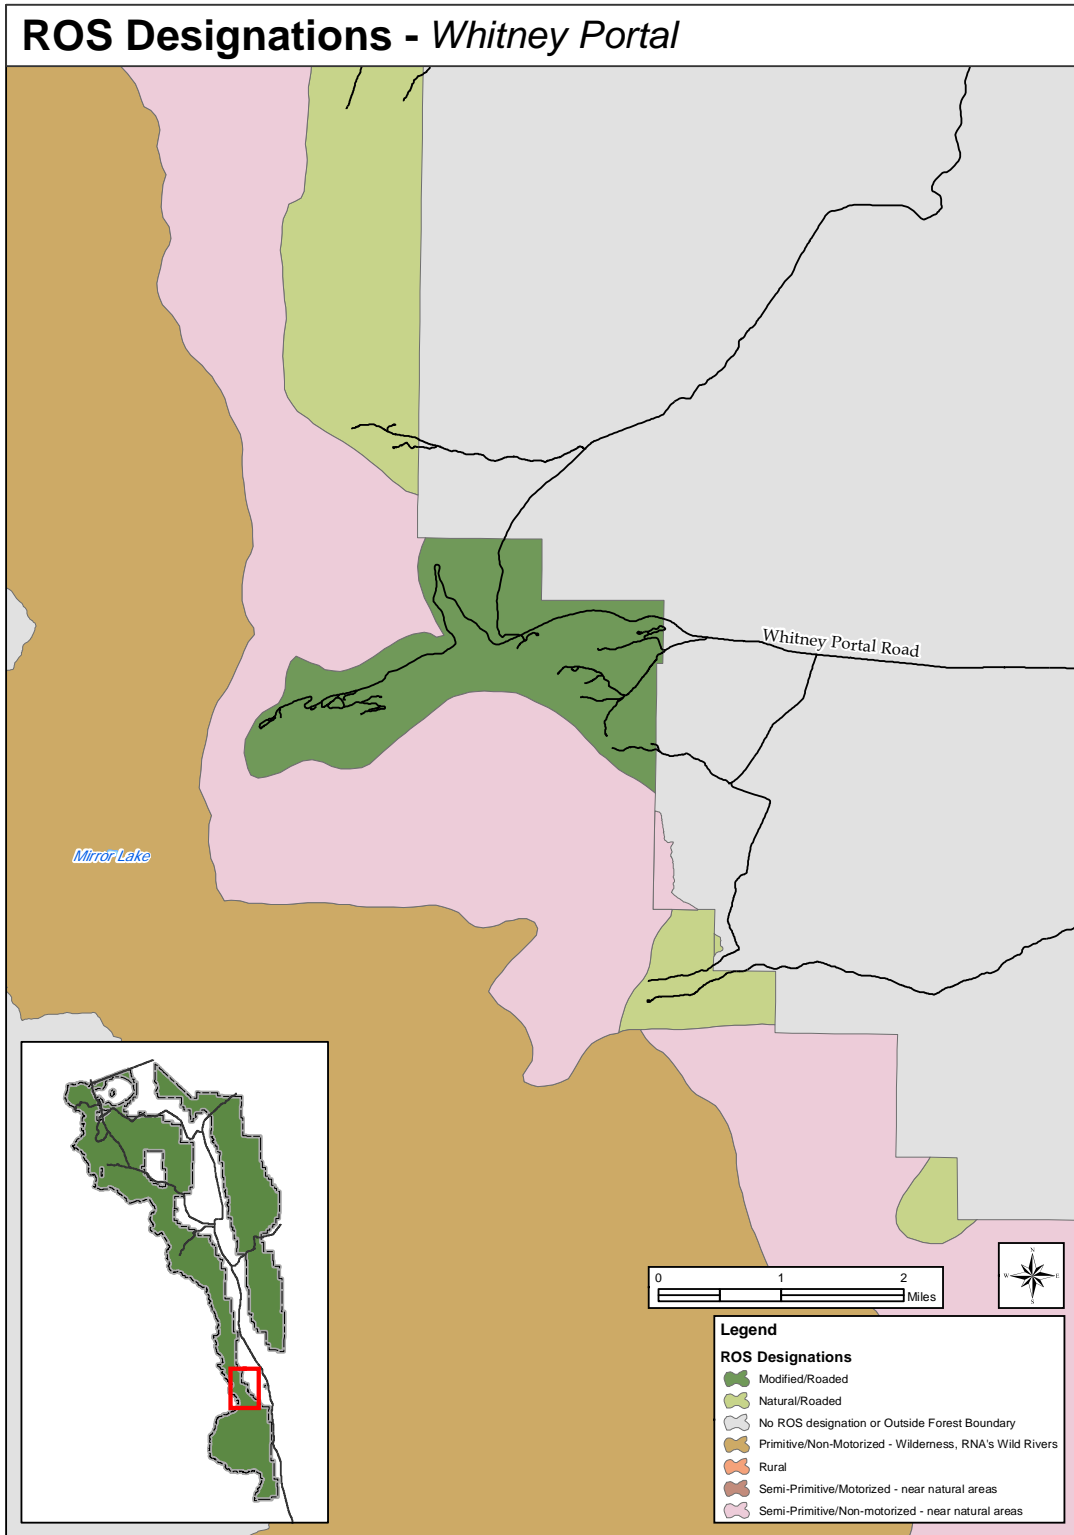 ROS Designations - Whitney Portal
Whitney Portal Road
Mirror Lake
0 1 2
Miles
N
W E
S
Legend
ROS Designations
Modified/Roaded
Natural/Roaded
No ROS designation or Outside Forest Boundary
Primitive/Non-Motorized - Wilderness, RNA's Wild Rivers
Rural
Semi-Primitive/Motorized - near natural areas
Semi-Primitive/Non-motorized - near natural areas